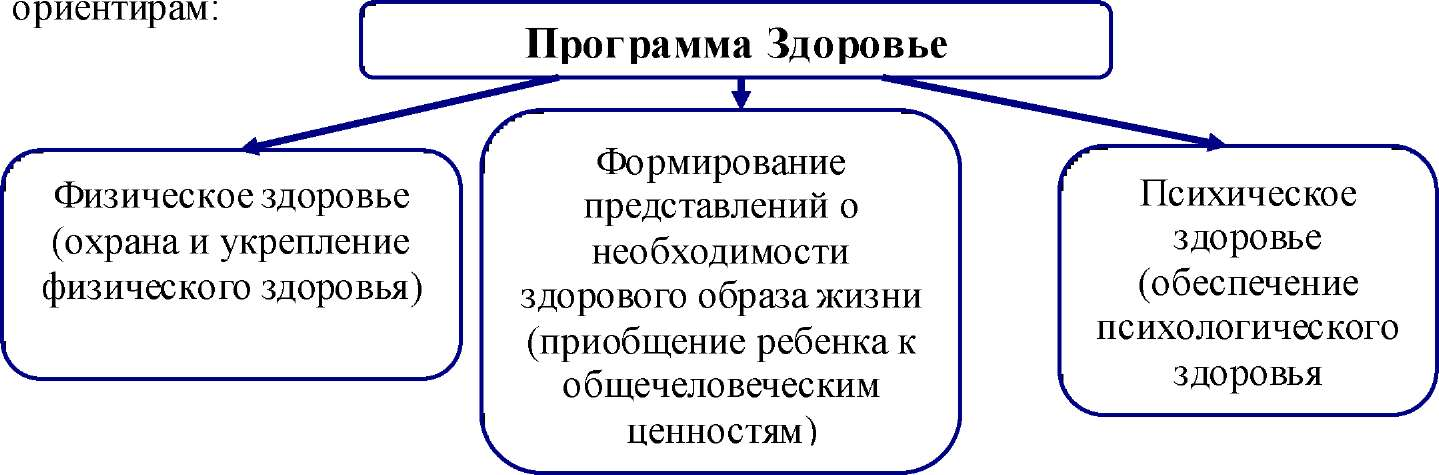 ориентирам:
Программа Здоровье
Физическое здоровье
(охрана и укрепление
физического здоровья)
Формирование
представлений о
необходимости
здорового образа жизни
(приобщение ребенка к
общечеловеческим
ценностям)
Психическое
здоровье
(обеспечение
психологического
здоровья